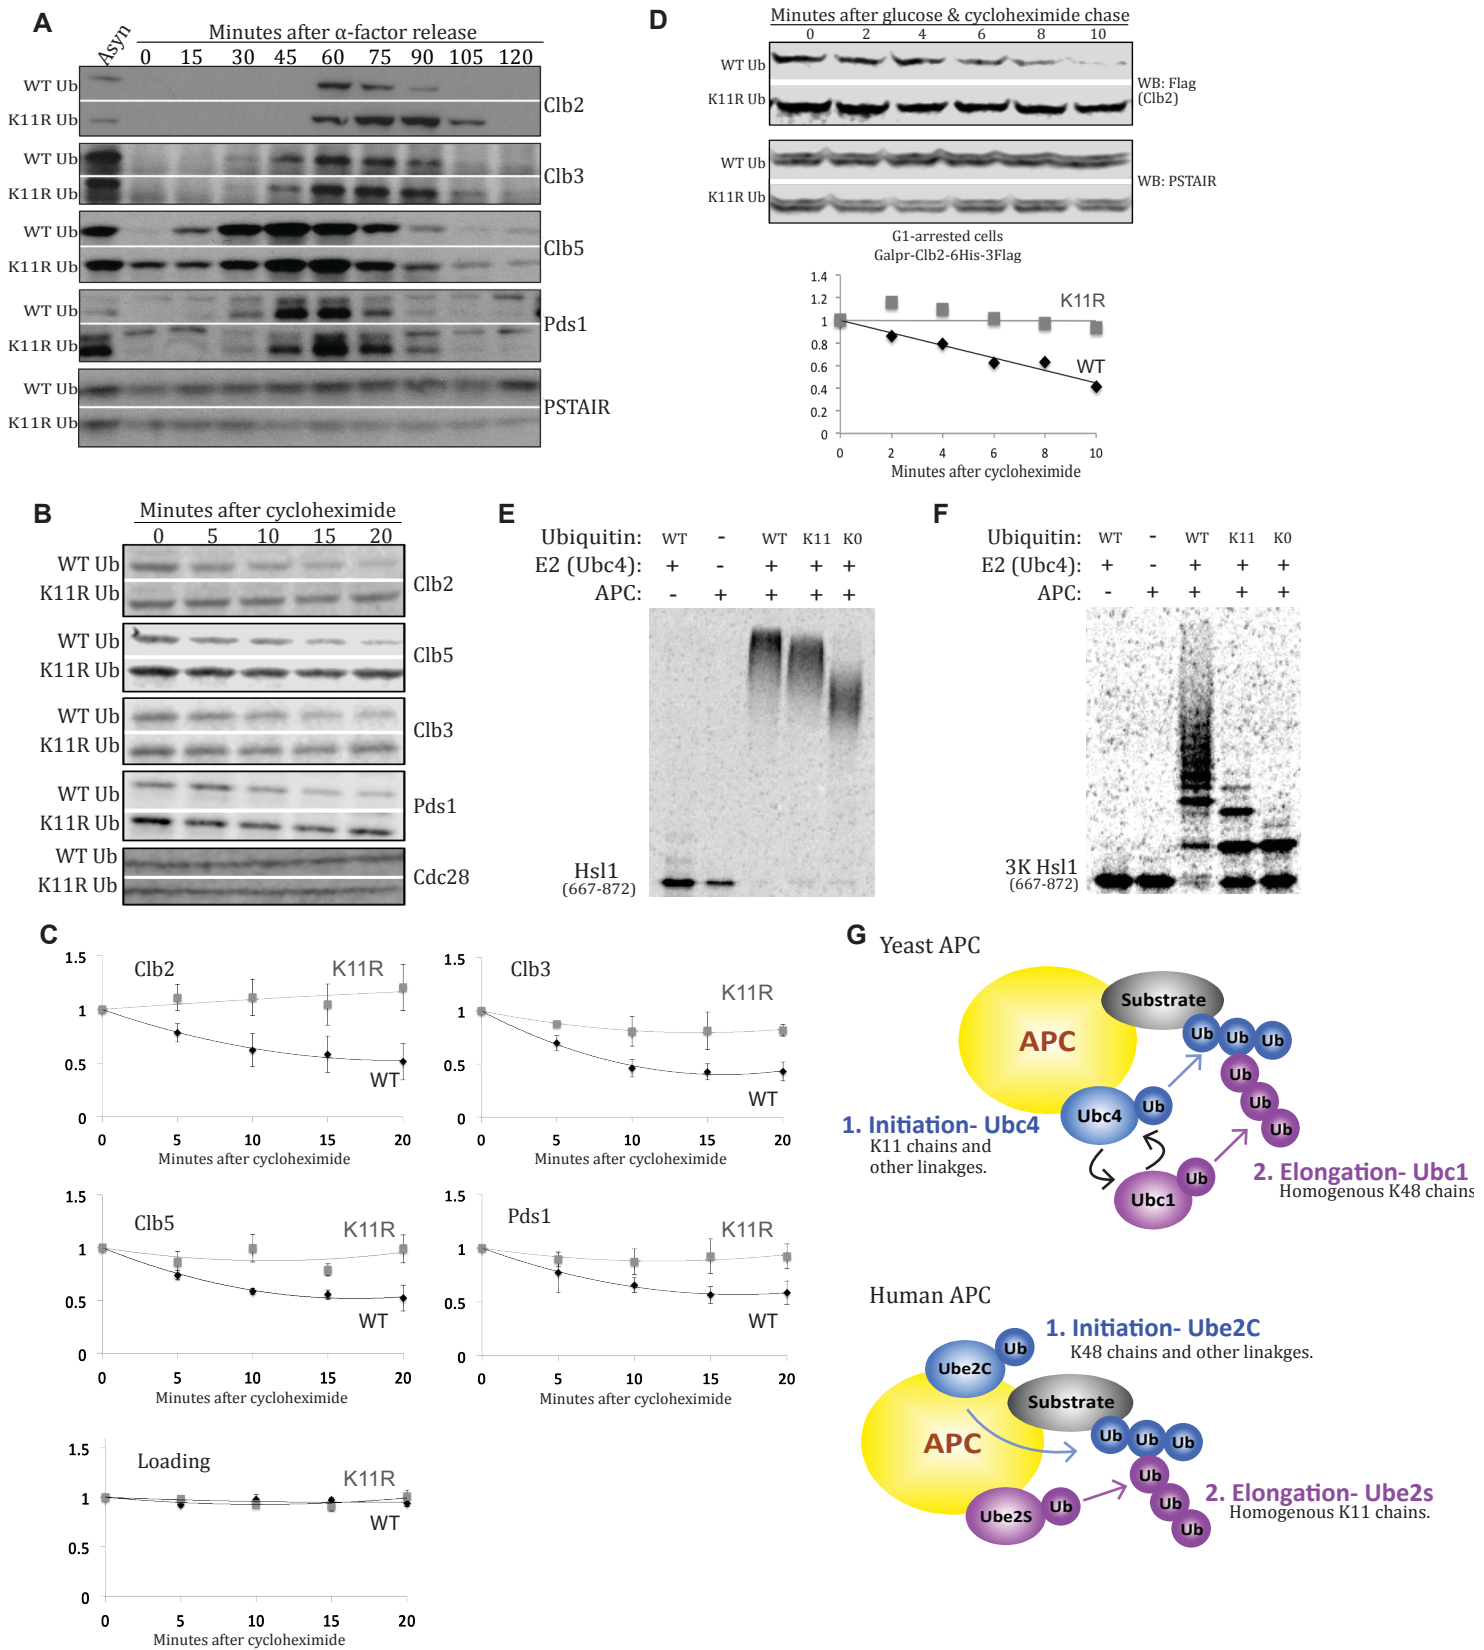 A
Asyn
Minutes after α-factor release
0 15 30 45 60 75 90 105 120
WT Ub
K11R Ub
Clb2
WT Ub
K11R Ub
Clb3
WT Ub
K11R Ub
Clb5
WT Ub
K11R Ub
Pds1
WT Ub
K11R Ub
PSTAIR
B
Minutes after cycloheximide
0 5 10 15 20
WT Ub
K11R Ub
Clb2
WT Ub
K11R Ub
Clb5
WT Ub
K11R Ub
Clb3
WT Ub
K11R Ub
Pds1
WT Ub
K11R Ub
Cdc28
C
Clb2
K11R
WT
1.5
1
0.5
0
0 5 10 15 20
Minutes after cycloheximide
Clb3
K11R
WT
1.5
1
0.5
0
0 5 10 15 20
Minutes after cycloheximide
Clb5
K11R
WT
1.5
1
0.5
0
0 5 10 15 20
Minutes after cycloheximide
Pds1
K11R
WT
1.5
1
0.5
0
0 5 10 15 20
Minutes after cycloheximide
Loading
K11R
WT
1.5
1
0.5
0
0 5 10 15 20
Minutes after cycloheximide
D
Minutes after glucose & cycloheximide chase
0 2 4 6 8 10
WT Ub
K11R Ub
WB: Flag
(Clb2)
WT Ub
K11R Ub
WB: PSTAIR
G1-arrested cells
Galpr-Clb2-6His-3Flag
1.4
1.2
1
0.8
0.6
0.4
0.2
0
K11R
WT
0 2 4 6 8 10
Minutes after cycloheximide
E
Ubiquitin: WT - WT K11 K0
E2 (Ubc4): + - + + +
APC: - + + + +
Hsl1
(667-872)
F
Ubiquitin: WT - WT K11 K0
E2 (Ubc4): + - + + +
APC: - + + + +
3K Hsl1
(667-872)
G
Yeast APC
APC
Substrate
Ub Ub Ub
Ub
Ub
Ub
Ubc4
Ub
Ubc1
Ub
1. Initiation- Ubc4
K11 chains and
other linakges.
2. Elongation- Ubc1
Homogenous K48 chains
Human APC
1. Initiation- Ube2C
K48 chains and other linakges.
Ube2C
Ub
Substrate
APC
Ub Ub Ub
Ub
Ub
Ub
Ube2S
Ub
2. Elongation- Ube2s
Homogenous K11 chains.